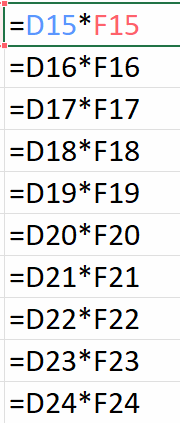 =D15*F15
=D16*F16
=D17*F17
=D18*F18
=D19*F19
=D20*F20
=D21*F21
=D22*F22
=D23*F23
=D24*F24